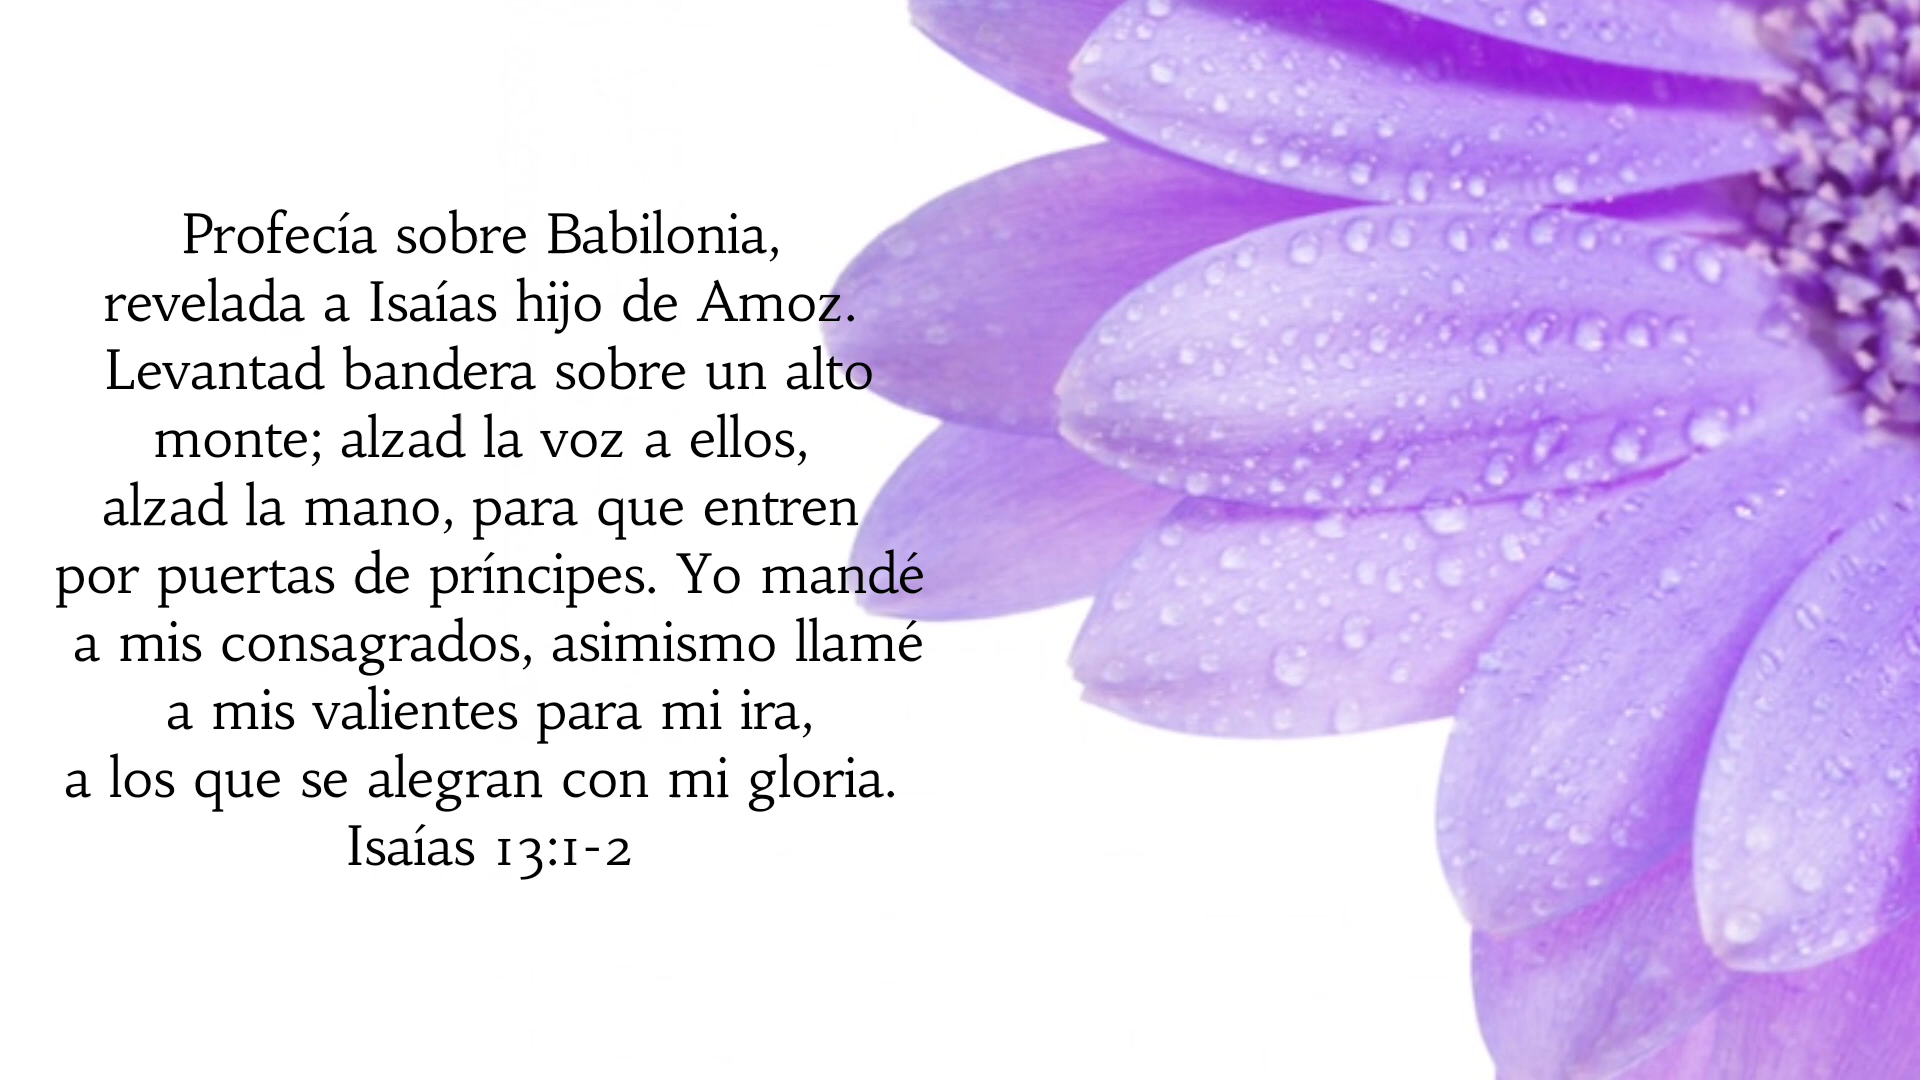 Profecía sobre Babilonia,
revelada a Isaías hijo de Amoz.
Levantad bandera sobre un alto
monte; alzad la voz a ellos,
alzad la mano, para que entren
por puertas de príncipes. Yo mandé
a mis consagrados, asimismo llamé
a mis valientes para mi ira,
a los que se alegran con mi gloria.
Isaías 13:1-2